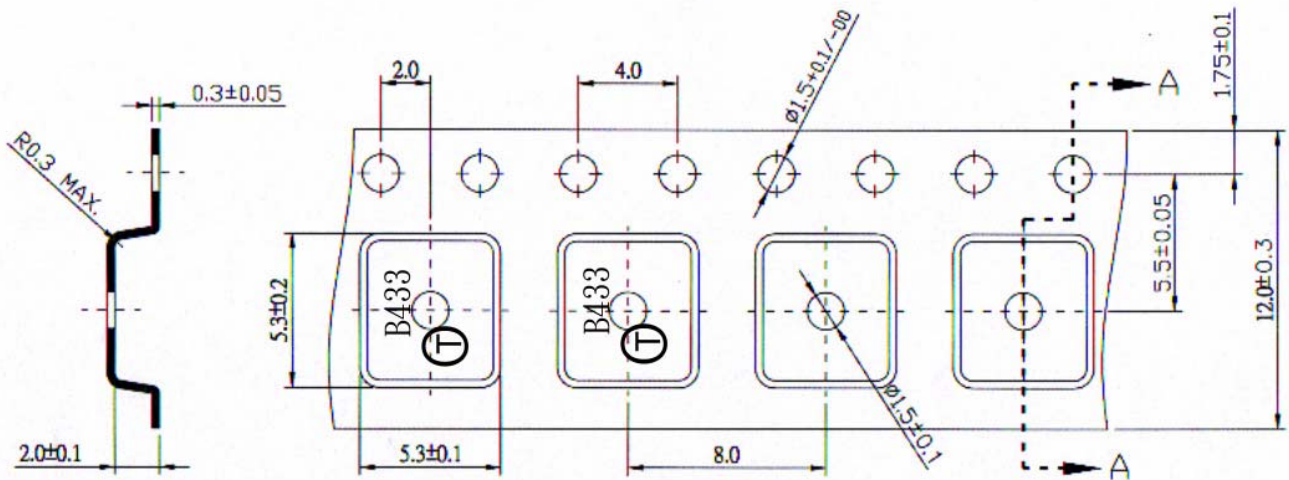 2.0
4.0
ø1.5+0.1/-00
A
1.75±0.1
0.3±0.05
R0.3 MAX.
B433
T
B433
T
5.3±0.2
5.5±0.05
12.0±0.3
ø1.5±0.1
2.0±0.1
5.3±0.1
8.0
A